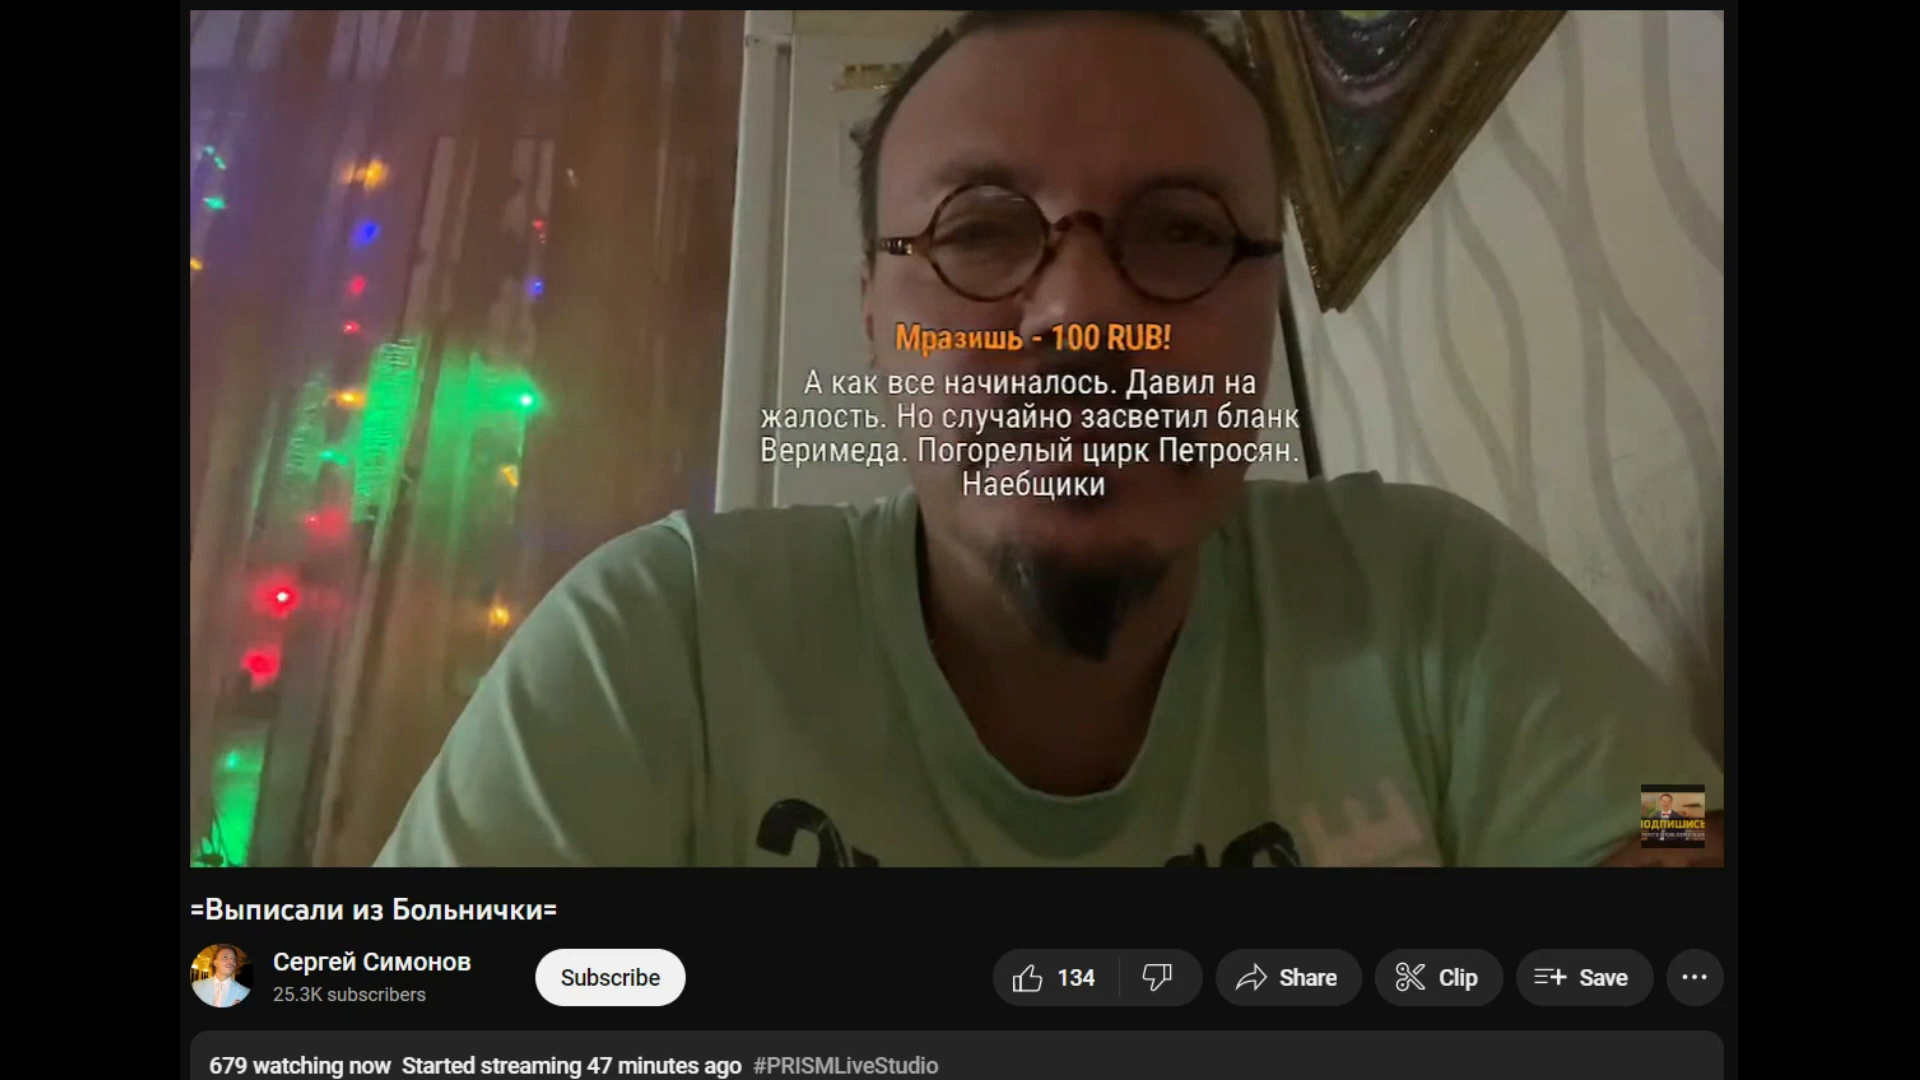 Мразишь - 100 RUB!
А как все начиналось. Давил на
жалость. Но случайно засветил бланк
Веримеда. Погорелый цирк Петросян.
Наебщики
ПОДПИШИСЬ
=Выписали из Больнички=
Сергей Симонов
25.3K subscribers
Subscribe
134
Share
Clip
Save
679 watching now Started streaming 47 minutes ago #PRISMLiveStudio